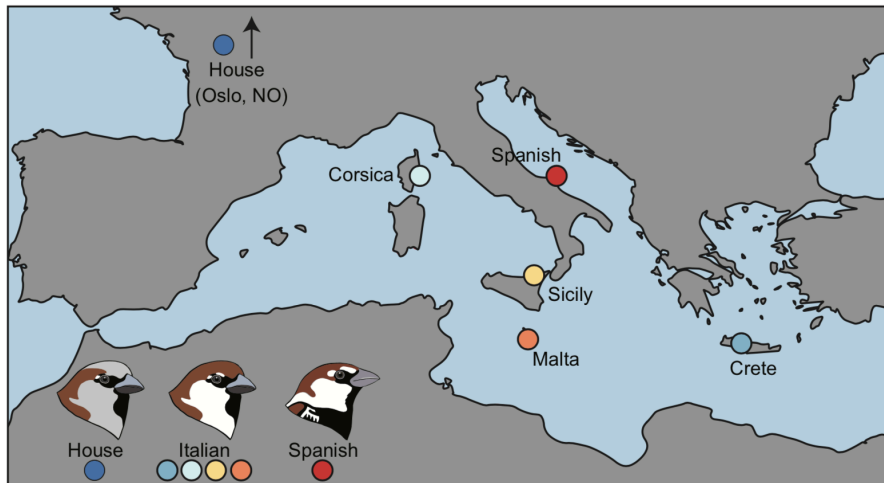 House
(Oslo, NO)
Corsica
Spanish
Sicily
Malta
Crete
House
Italian
Spanish